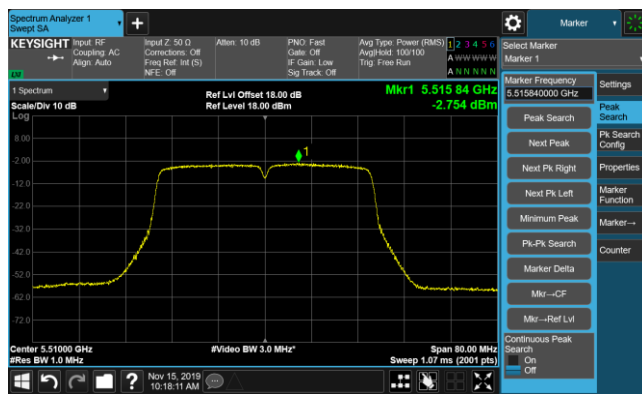 Spectrum Analyzer 1
Swept SA
+
Marker
KEYSIGHT
Input: RF
Coupling: AC
Align: Auto
Input Z: 50 Ω
Corrections: Off
Freq Ref: Int (S)
NFE: Off
Atten: 10 dB
PNO: Fast
Gate: Off
IF Gain: Low
Sig Track: Off
Avg Type: Power (RMS)
Avg|Hold: 100/100
Trig: Free Run
1 2 3 4 5 6
A W W W W W
A N N N N N
LXI
Select Marker
Marker 1
Marker Frequency
5.515840000 GHz
Peak Search
Next Peak
Next Pk Right
Next Pk Left
Minimum Peak
Pk-Pk Search
Marker Delta
Mkr→CF
Mkr→Ref Lvl
Continuous Peak
Search
On
Off
Settings
Peak
Search
Pk Search
Config
Properties
Marker
Function
Marker→
Counter
1 Spectrum
Scale/Div 10 dB
Log
Ref Lvl Offset 18.00 dB
Ref Level 18.00 dBm
Mkr1 5.515 84 GHz
-2.754 dBm
8.00
-2.00
-12.0
-22.0
-32.0
-42.0
-52.0
-62.0
-72.0
1
Center 5.51000 GHz
#Res BW 1.0 MHz
#Video BW 3.0 MHz*
Span 80.00 MHz
Sweep 1.07 ms (2001 pts)
?
Nov 15, 2019
10:18:11 AM